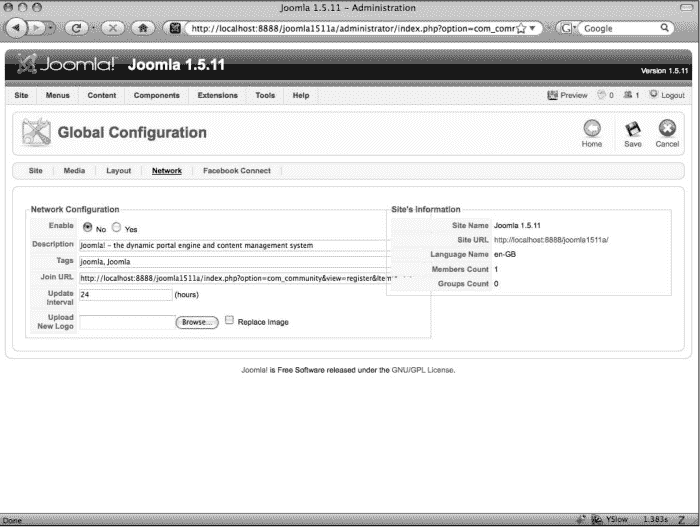 Joomla 1.5.11 - Administration
http://localhost:8888/joomla1511a/administrator/index.php?option=com_comr
Google
Joomla! Joomla 1.5.11
Version 1.5.11
Site Menus Content Components Extensions Tools Help Preview 0 1 Logout
Global Configuration
Home Save Cancel
Site Media Layout Network Facebook Connect
Network Configuration
Enable No Yes
Description Joomla! - the dynamic portal engine and content management system
Tags joomla, Joomla
Join URL http://localhost:8888/joomla1511a/index.php?option=com_community&view=register&Item
Update Interval 24 (hours)
Upload New Logo Browse... Replace Image
Site's Information
Site Name Joomla 1.5.11
Site URL http://localhost:8888/joomla1511a/
Language Name en-GB
Members Count 1
Groups Count 0
Joomla! is Free Software released under the GNU/GPL License.
Done YSlow 1.383s